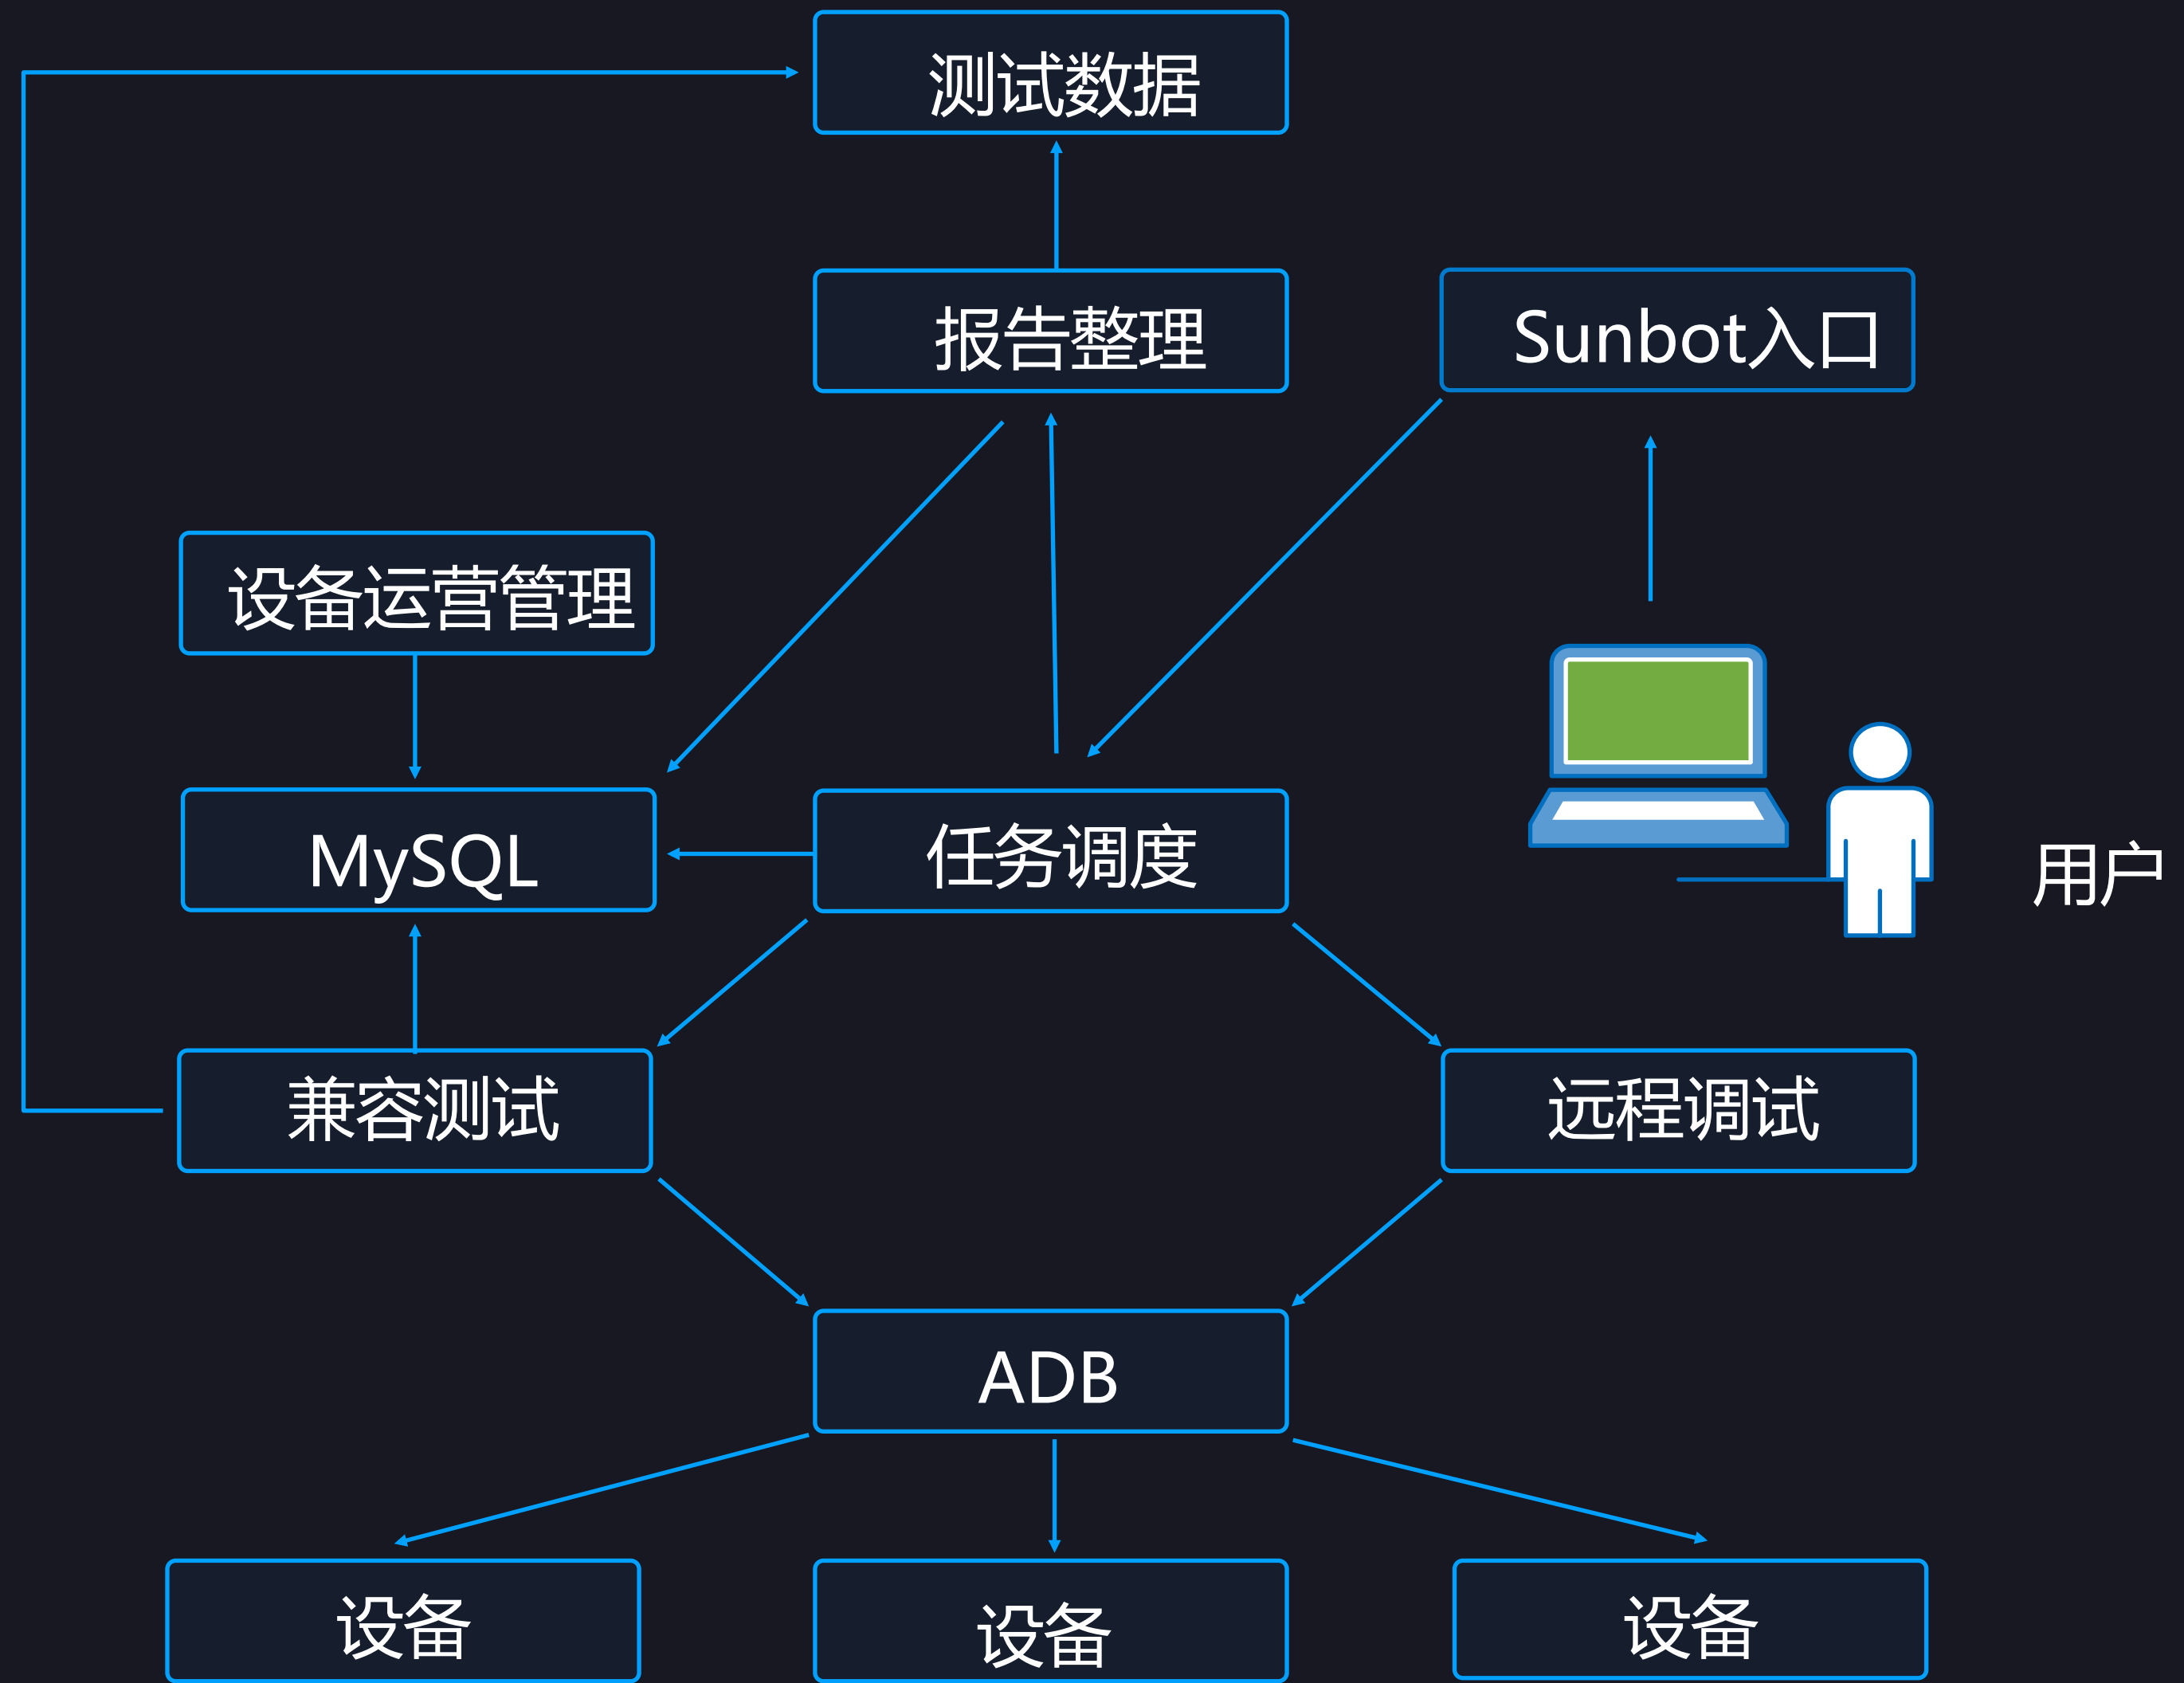 测试数据
报告整理
Sunbot入口
设备运营管理
MySQL
任务调度
用户
兼容测试
远程调试
ADB
设备
设备
设备